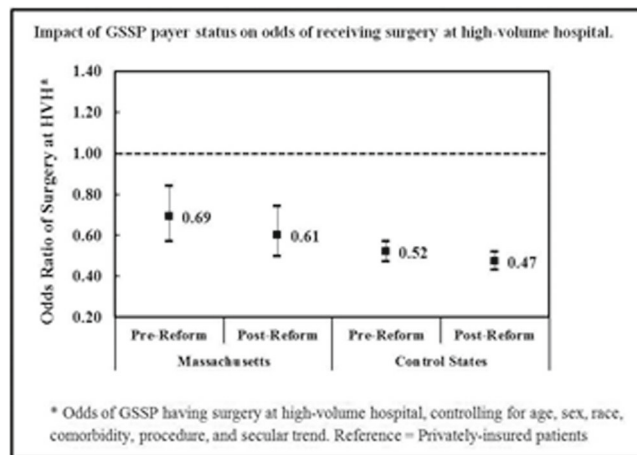 Impact of GSSP payer status on odds of receiving surgery at high-volume hospital.
Odds Ratio of Surgery at HVH*
1.40
1.20
1.00
0.80
0.60
0.40
0.20
0.69
0.61
0.52
0.47
Pre-Reform Post-Reform Pre-Reform Post-Reform
Massachusetts Control States
* Odds of GSSP having surgery at high-volume hospital, controlling for age, sex, race,
comorbidity, procedure, and secular trend. Reference = Privately-insured patients